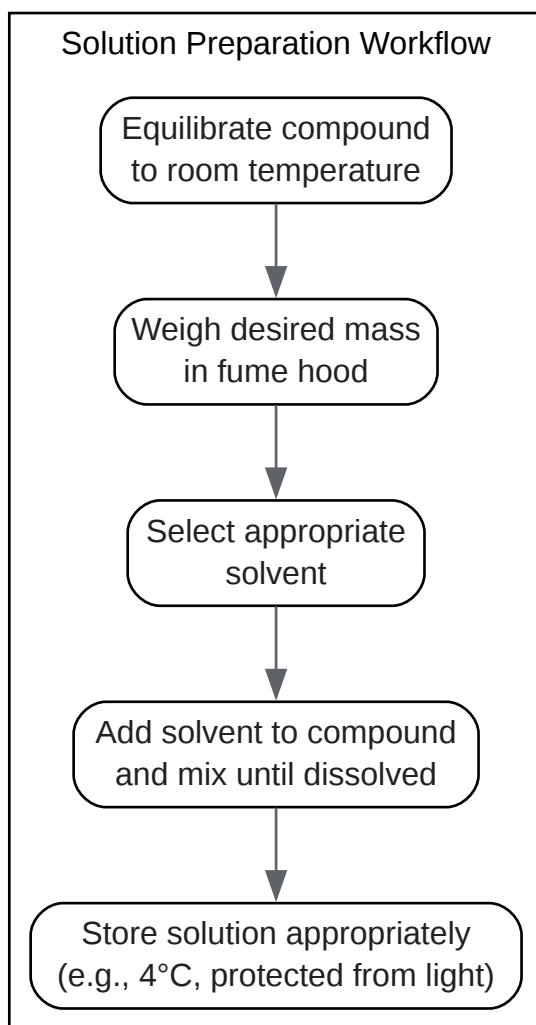 Solution Preparation Workflow
Equilibrate compound
to room temperature
Weigh desired mass
in fume hood
Select appropriate
solvent
Add solvent to compound
and mix until dissolved
Store solution appropriately
(e.g., 4°C, protected from light)